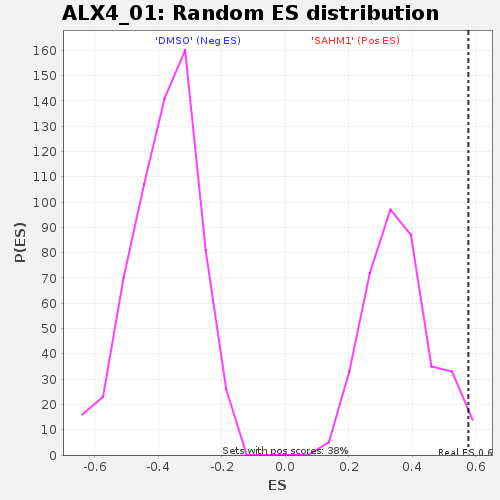 ALX4_01: Random ES distribution
'DMSO' (Neg ES) 'SAHM1' (Pos ES)
160
150
140
130
120
110
100
90
80
70
60
50
40
30
20
10
0
P(ES)
Sets with pos scores: 38%
Real ES 0.6
-0.6 -0.4 -0.2 0.0 0.2 0.4 0.6
ES